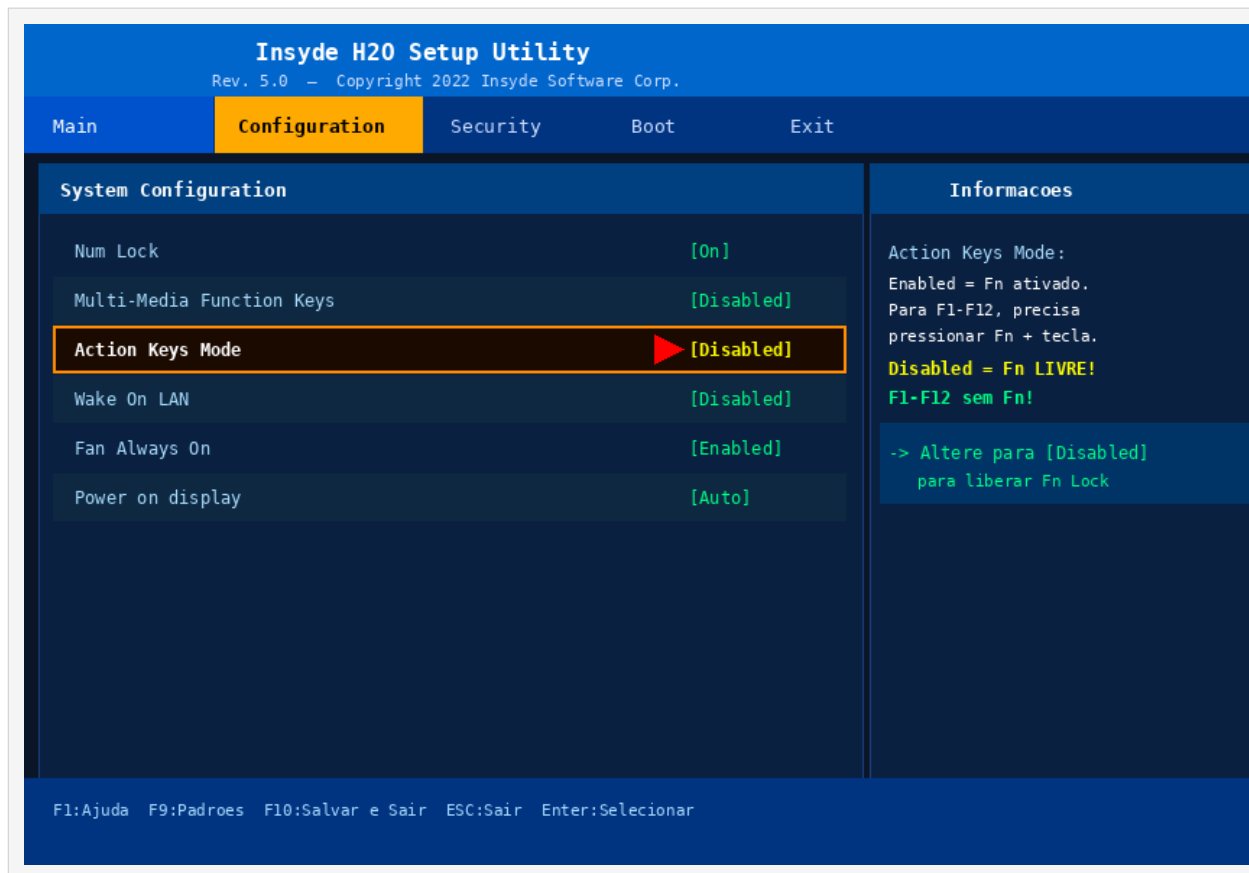 Insyde H2O Setup Utility
Rev. 5.0 — Copyright 2022 Insyde Software Corp.
Main Configuration Security Boot Exit
System Configuration
Num Lock [On]
Multi-Media Function Keys [Disabled]
Action Keys Mode [Disabled]
Wake On LAN [Disabled]
Fan Always On [Enabled]
Power on display [Auto]
Informacoes
Action Keys Mode:
Enabled = Fn ativado.
Para F1-F12, precisa
pressionar Fn + tecla.
Disabled = Fn LIVRE!
F1-F12 sem Fn!
-> Altere para [Disabled]
para liberar Fn Lock
F1:Ajuda F9:Padroes F10:Salvar e Sair ESC:Sair Enter:Selecionar